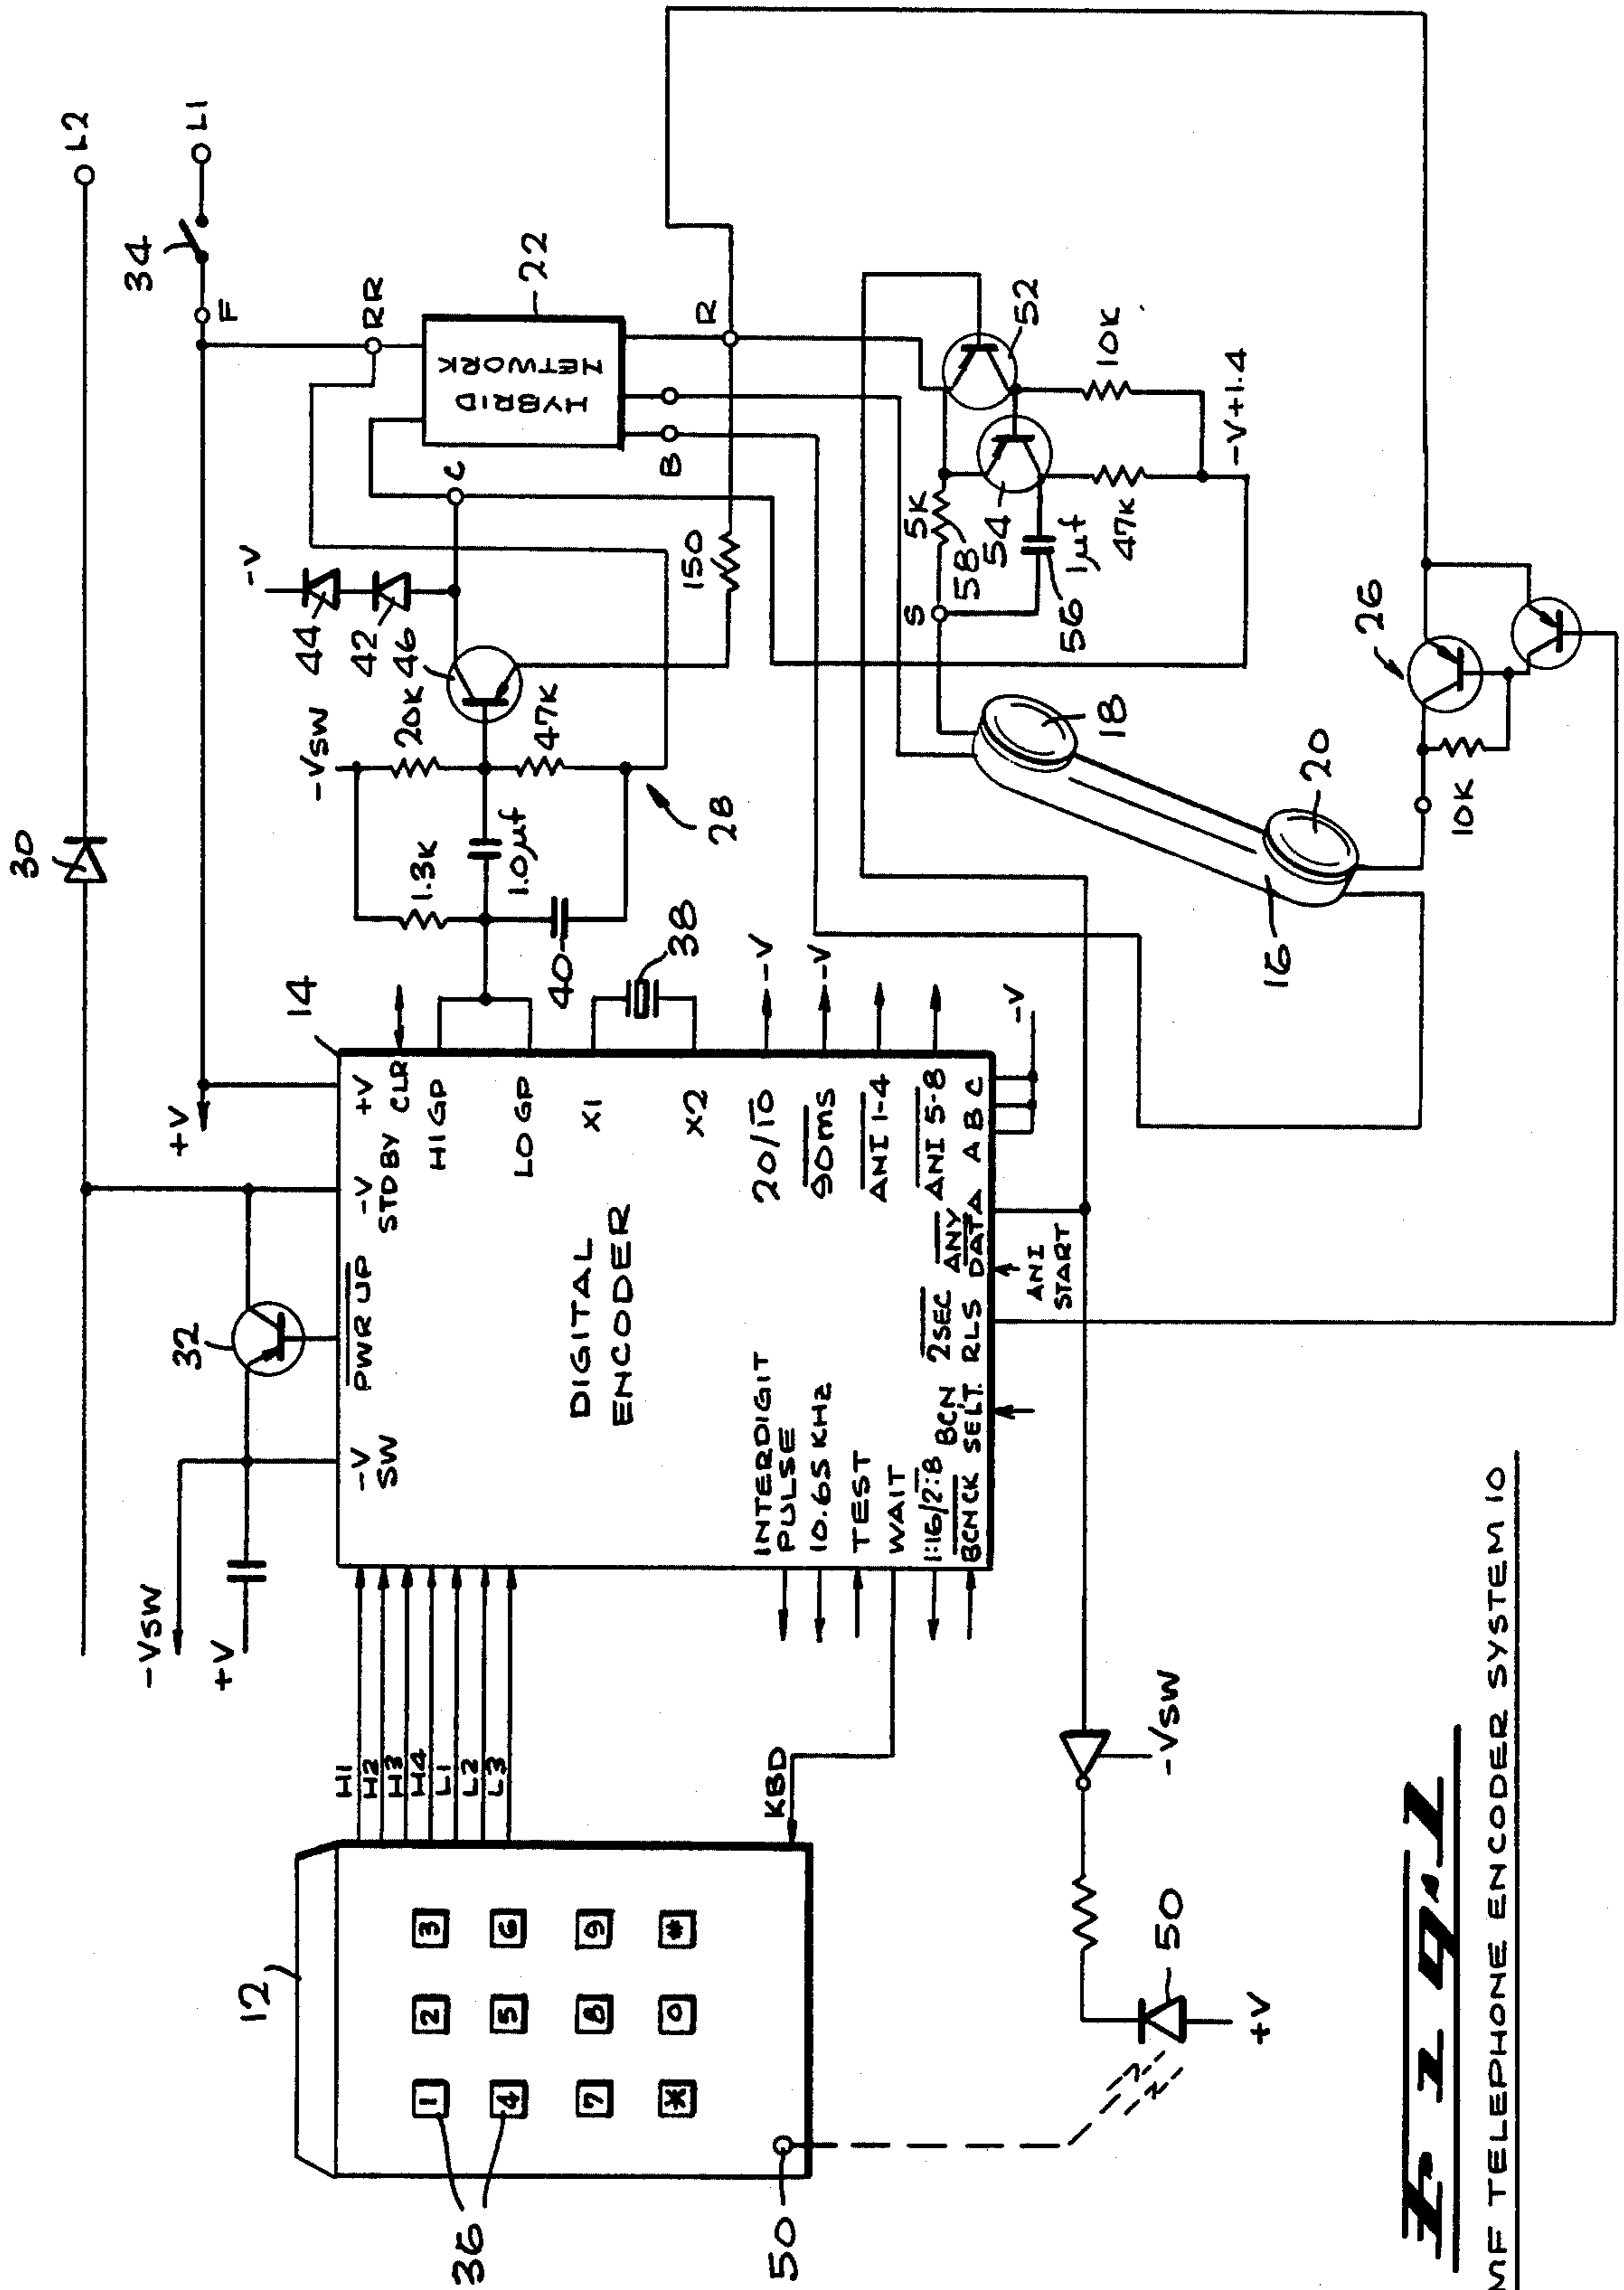 L2
L1
34
F
30
+V
14
-VSW
+V
32
-V
SW
PWR UP
-V
STDBY
+V
CLR
HI GP
LO GP
X1
X2
20/10
90ms
ANI 1-4
ANI 5-8
DIGITAL
ENCODER
INTERDIGIT
PULSE
10.65 KHz
TEST
WAIT
1:16/2:8
BCNCK
BCN
SELT.
2SEC
RLS
ANY
DATA
A B C
ANI
START
-V
-V
-V
38
40
1.3K
1.0µf
-VSW
20K
47K
28
46
42
44
-V
C
RR
HYBRID
NETWORK
22
B
R
150
S
5K
58
54
56
1µf
47K
10K
52
-V+1.4
18
20
16
10K
26
H1
H2
H3
H4
L1
L2
L3
KBD
12
1 2 3
4 5 6
7 8 9
* 0 #
36
50
50
+V
-VSW
Fig. 1
MF TELEPHONE ENCODER SYSTEM 10